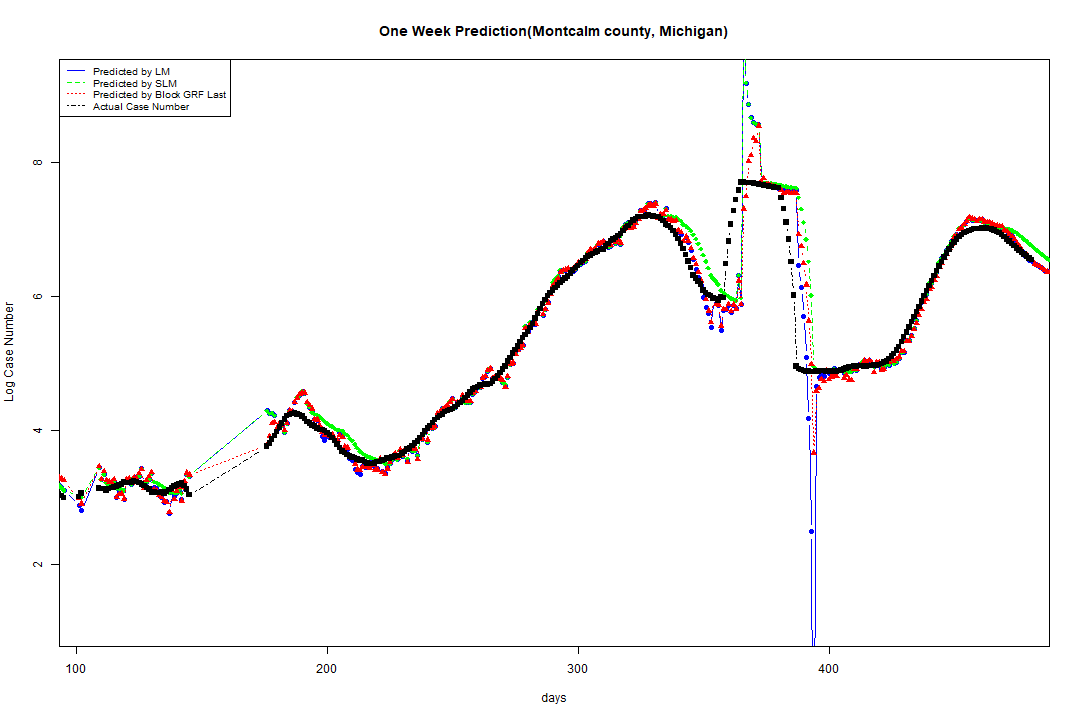 One Week Prediction(Montcalm county, Michigan)
Predicted by LM
Predicted by SLM
Predicted by Block GRF Last
Actual Case Number
Log Case Number
8
6
4
2
100
200
300
400
days